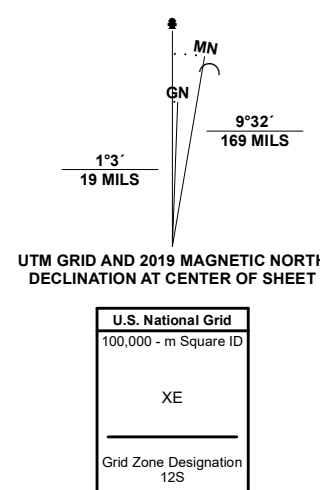 MN
GN
9°32´
169 MILS
1°3´
19 MILS
UTM GRID AND 2019 MAGNETIC NORTH
DECLINATION AT CENTER OF SHEET
U.S. National Grid
100,000 - m Square ID
XE
Grid Zone Designation
12S